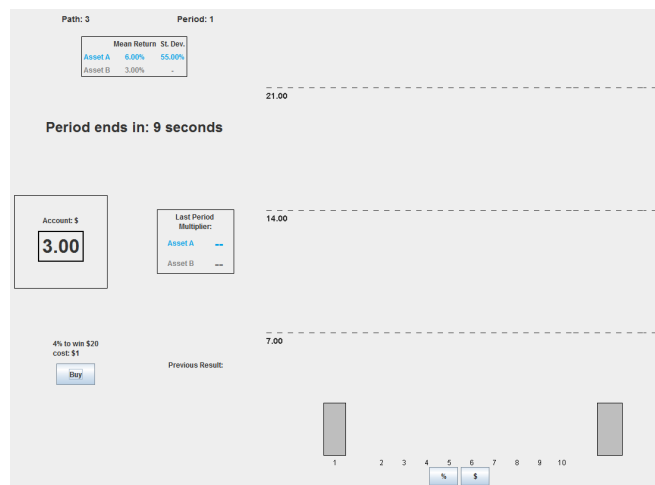 Path: 3 Period: 1
Mean Return St. Dev.
Asset A 6.00% 55.00%
Asset B 3.00% -
21.00
Period ends in: 9 seconds
Account: $
3.00
Last Period
Multiplier:
Asset A --
Asset B --
14.00
7.00
4% to win $20
cost: $1
Buy
Previous Result:
1 2 3 4 5 6 7 8 9 10
% $